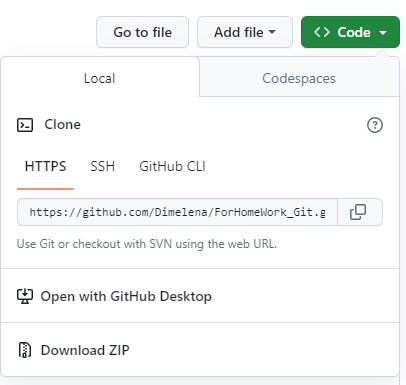 Go to file Add file <> Code
Local Codespaces
Clone
HTTPS SSH GitHub CLI
https://github.com/Dimelena/ForHomeWork_Git.g
Use Git or checkout with SVN using the web URL.
Open with GitHub Desktop
Download ZIP